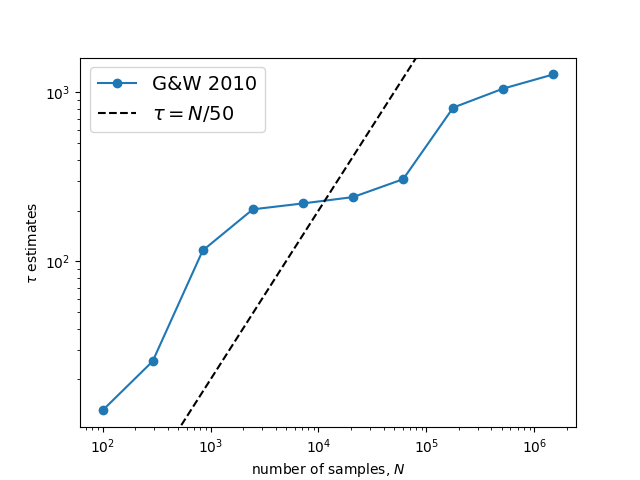 G&W 2010
τ = N/50
10³
10²
τ estimates
10² 10³ 10⁴ 10⁵ 10⁶
number of samples, N